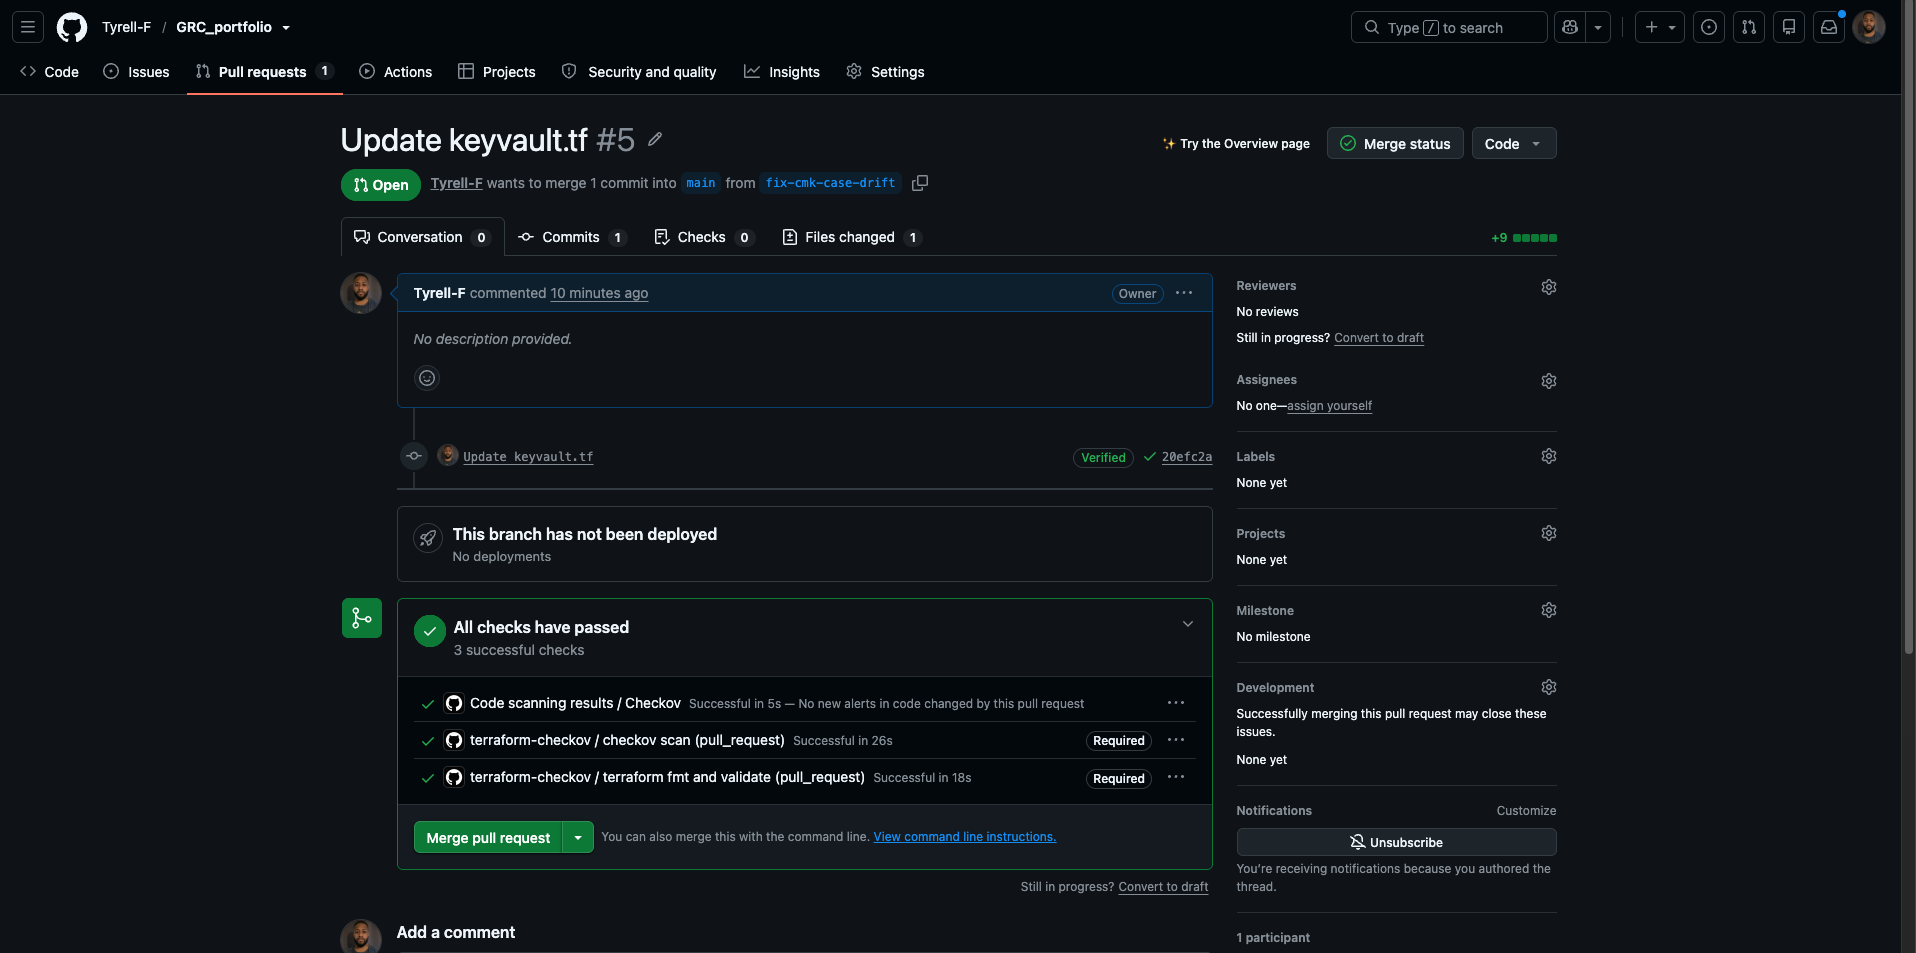 Tyrell-F / GRC_portfolio
Type / to search
Code
Issues
Pull requests 1
Actions
Projects
Security and quality
Insights
Settings
Update keyvault.tf #5
Try the Overview page
Merge status
Code
Open
Tyrell-F wants to merge 1 commit into main from fix-cmk-case-drift
Conversation 0
Commits 1
Checks 0
Files changed 1
+9
Tyrell-F commented 10 minutes ago
Owner
No description provided.
Update keyvault.tf
Verified
20efc2a
This branch has not been deployed
No deployments
All checks have passed
3 successful checks
Code scanning results / Checkov Successful in 5s — No new alerts in code changed by this pull request
terraform-checkov / checkov scan (pull_request) Successful in 26s
Required
terraform-checkov / terraform fmt and validate (pull_request) Successful in 18s
Required
Merge pull request
You can also merge this with the command line. View command line instructions.
Still in progress? Convert to draft
Add a comment
Reviewers
No reviews
Still in progress? Convert to draft
Assignees
No one—assign yourself
Labels
None yet
Projects
None yet
Milestone
No milestone
Development
Successfully merging this pull request may close these
issues.
None yet
Notifications
Customize
Unsubscribe
You're receiving notifications because you authored the
thread.
1 participant